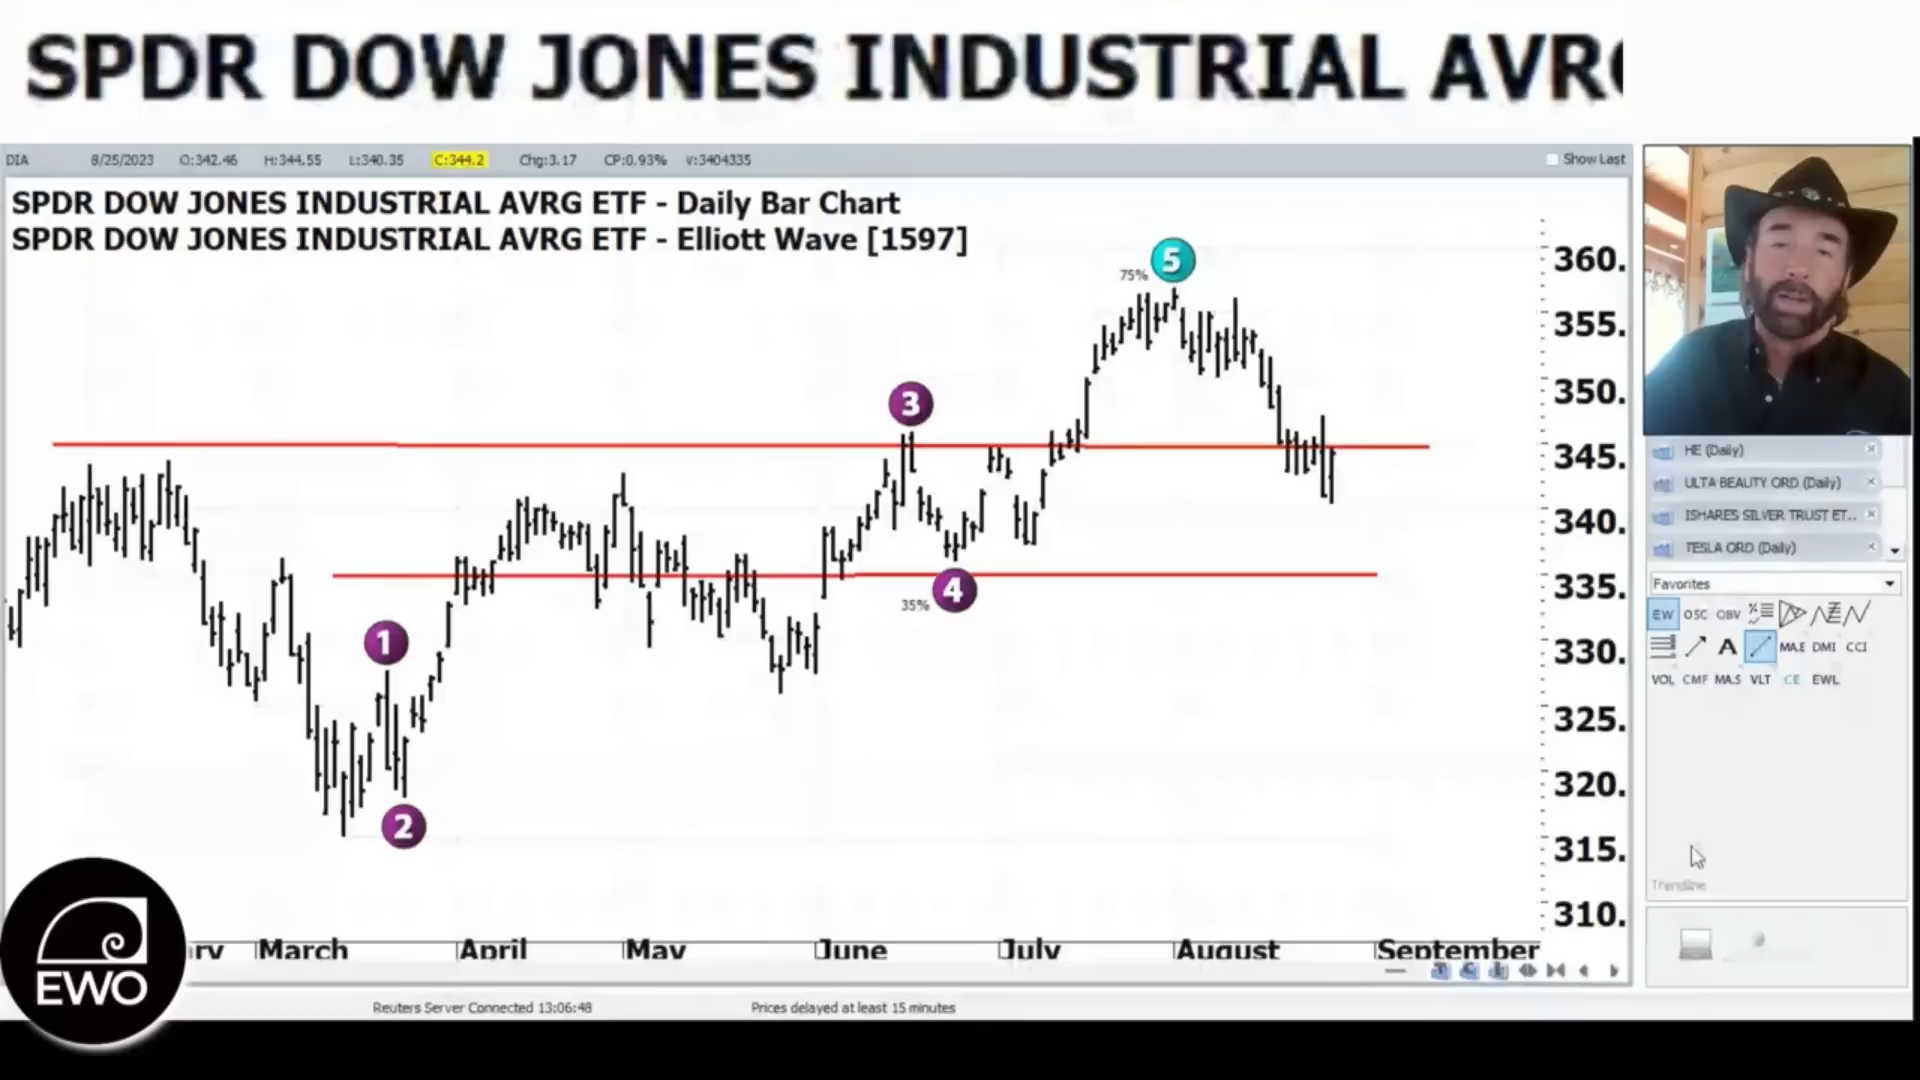 SPDR DOW JONES INDUSTRIAL AVR
DIA 8/25/2023 O:342.46 H:344.55 L:340.35 C:344.2 Chg:3.17 CP:0.93% V:3404335 Show Last
SPDR DOW JONES INDUSTRIAL AVRG ETF - Daily Bar Chart
SPDR DOW JONES INDUSTRIAL AVRG ETF - Elliott Wave [1597]
5
75%
3
4
35%
1
2
360.
355.
350.
345.
340.
335.
330.
325.
320.
315.
310.
March April May June July August September
HE (Daily)
ULTA BEAUTY ORD (Daily)
ISHARES SILVER TRUST ET..
TESLA ORD (Daily)
Favorites
EW OSC OBV
A MA.E DMI CCI
VOL CMF MA.S VLT CE EWL
Trendline
EWO
Reuters Server Connected 13:06:48 Prices delayed at least 15 minutes